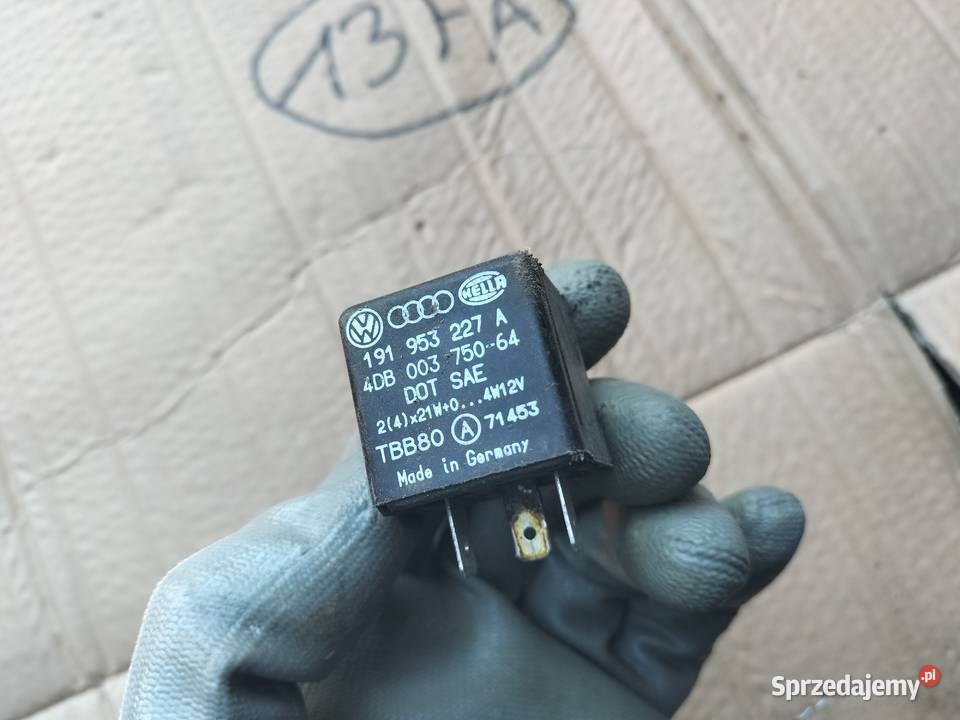 HELLA
191 953 227 A
4DB 003 750-64
DOT SAE
2(4)x21W+0...4W12V
TBB80 A 71453
Made in Germany
Sprzedajemy.pl